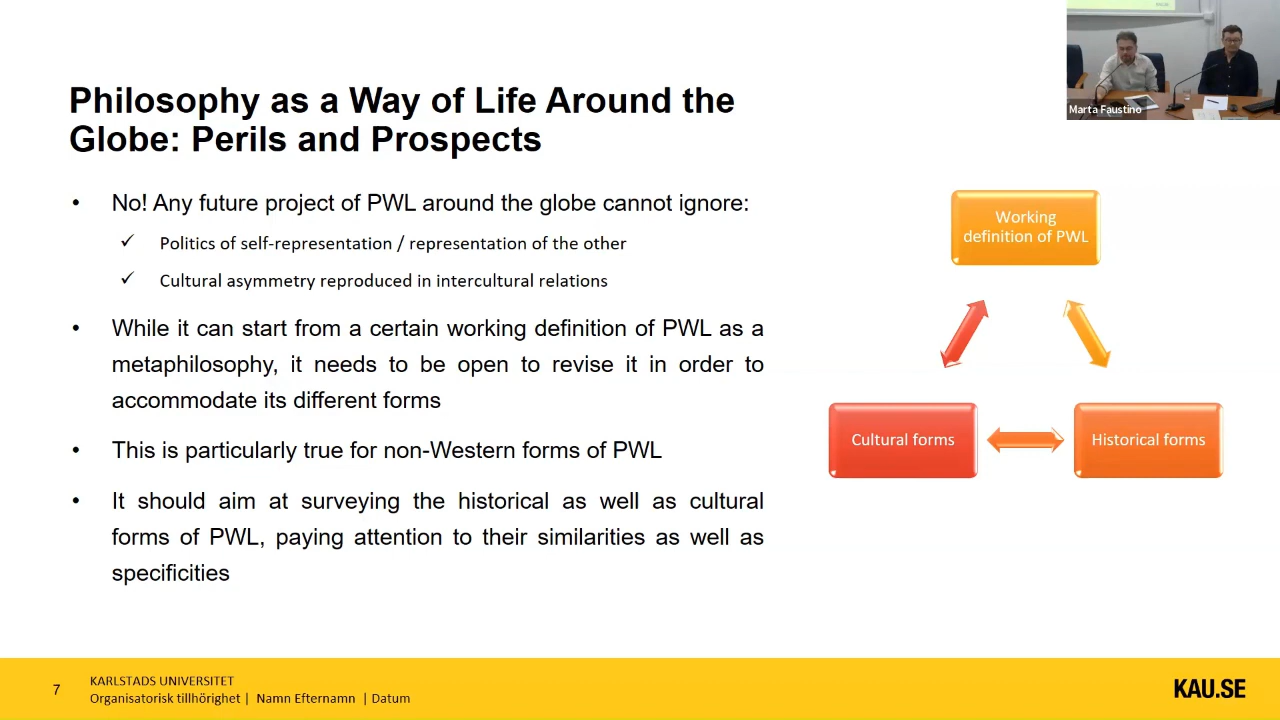 Philosophy as a Way of Life Around the
Globe: Perils and Prospects
• No! Any future project of PWL around the globe cannot ignore:
✓ Politics of self-representation / representation of the other
✓ Cultural asymmetry reproduced in intercultural relations
• While it can start from a certain working definition of PWL as a
metaphilosophy, it needs to be open to revise it in order to
accommodate its different forms
• This is particularly true for non-Western forms of PWL
• It should aim at surveying the historical as well as cultural
forms of PWL, paying attention to their similarities as well as
specificities
Marta Faustino
Working
definition of PWL
Cultural forms
Historical forms
7
KARLSTADS UNIVERSITET
Organisatorisk tillhörighet | Namn Efternamn | Datum
KAU.SE